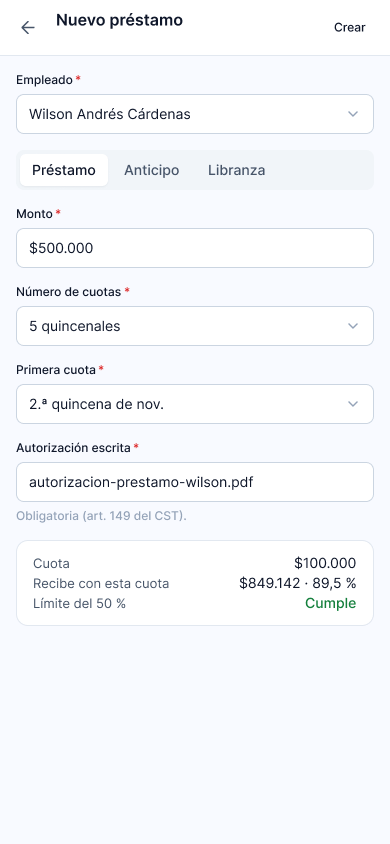 Nuevo préstamo
Crear
Empleado *
Wilson Andrés Cárdenas
Préstamo Anticipo Libranza
Monto *
$500.000
Número de cuotas *
5 quincenales
Primera cuota *
2.ª quincena de nov.
Autorización escrita *
autorizacion-prestamo-wilson.pdf
Obligatoria (art. 149 del CST).
Cuota $100.000
Recibe con esta cuota $849.142 · 89,5 %
Límite del 50 % Cumple